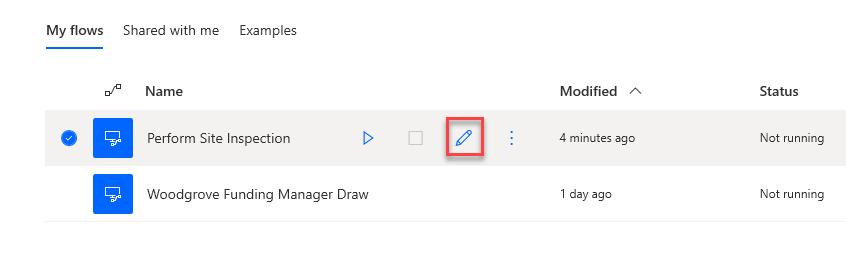 My flows Shared with me Examples
Name Modified Status
Perform Site Inspection 4 minutes ago Not running
Woodgrove Funding Manager Draw 1 day ago Not running